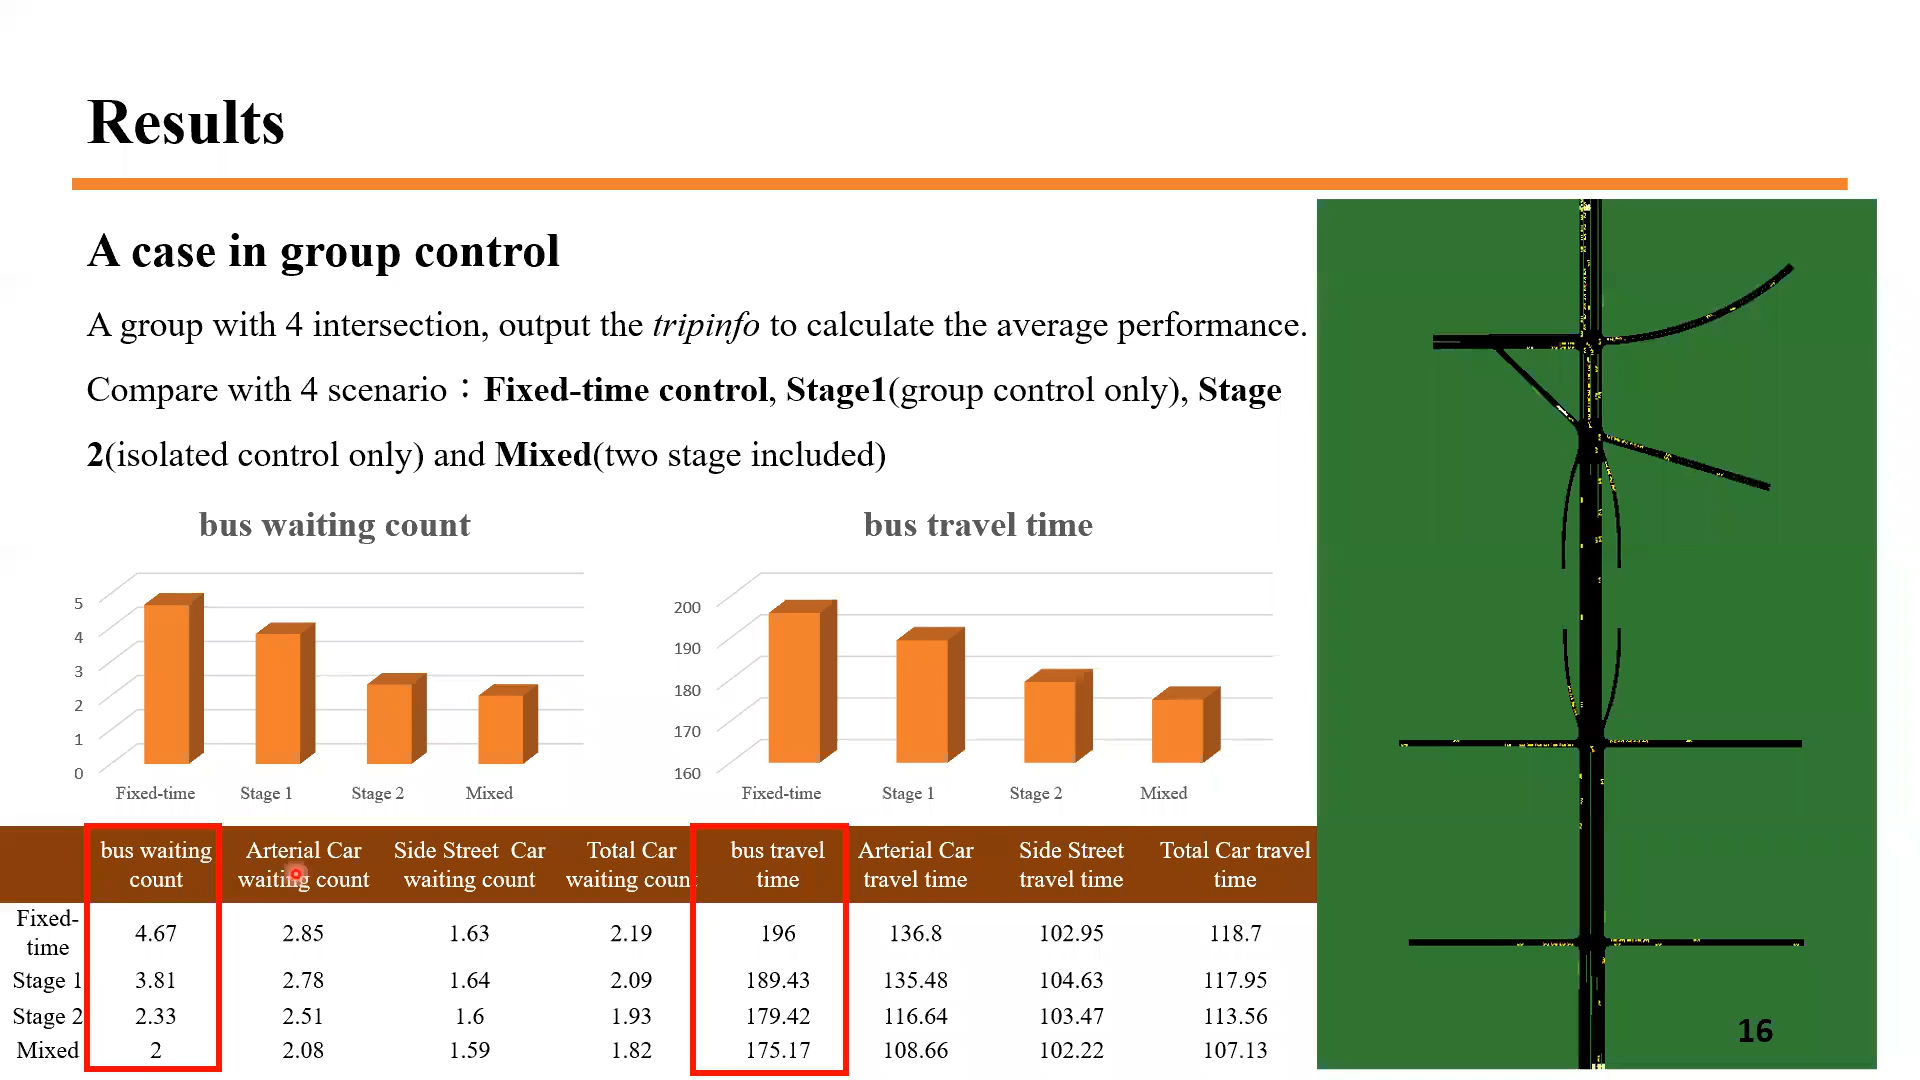 Results
A case in group control
A group with 4 intersection, output the tripinfo to calculate the average performance.
Compare with 4 scenario：Fixed-time control, Stage1(group control only), Stage
2(isolated control only) and Mixed(two stage included)
bus waiting count
5
4
3
2
1
0
Fixed-time Stage 1 Stage 2 Mixed
bus travel time
200
190
180
170
160
Fixed-time Stage 1 Stage 2 Mixed
bus waiting Arterial Car Side Street Car Total Car bus travel Arterial Car Side Street Total Car travel
count waiting count waiting count waiting count time travel time travel time time
Fixed-
time 4.67 2.85 1.63 2.19 196 136.8 102.95 118.7
Stage 1 3.81 2.78 1.64 2.09 189.43 135.48 104.63 117.95
Stage 2 2.33 2.51 1.6 1.93 179.42 116.64 103.47 113.56
Mixed 2 2.08 1.59 1.82 175.17 108.66 102.22 107.13
16